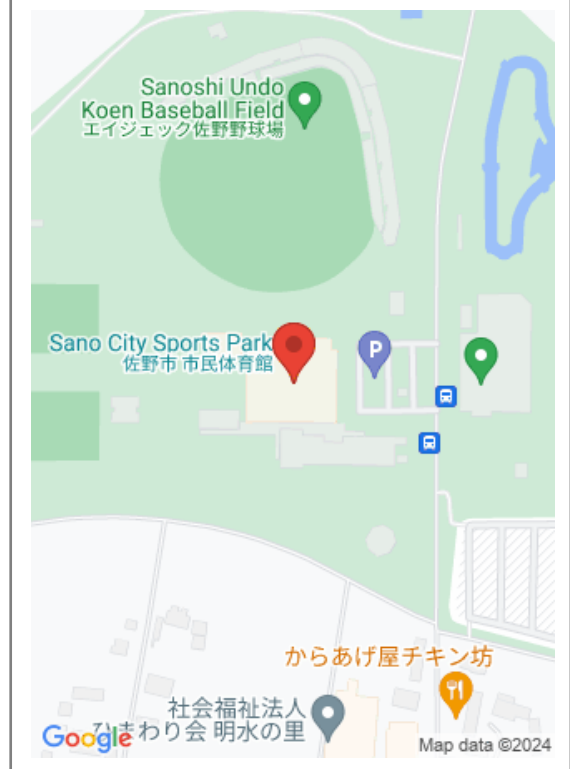 Sanoshi Undo
Koen Baseball Field
エイジェック佐野野球場
Sano City Sports Park
佐野市 市民体育館
P
からあげ屋チキン坊
社会福祉法人
ひまわり会 明水の里
Google
Map data ©2024